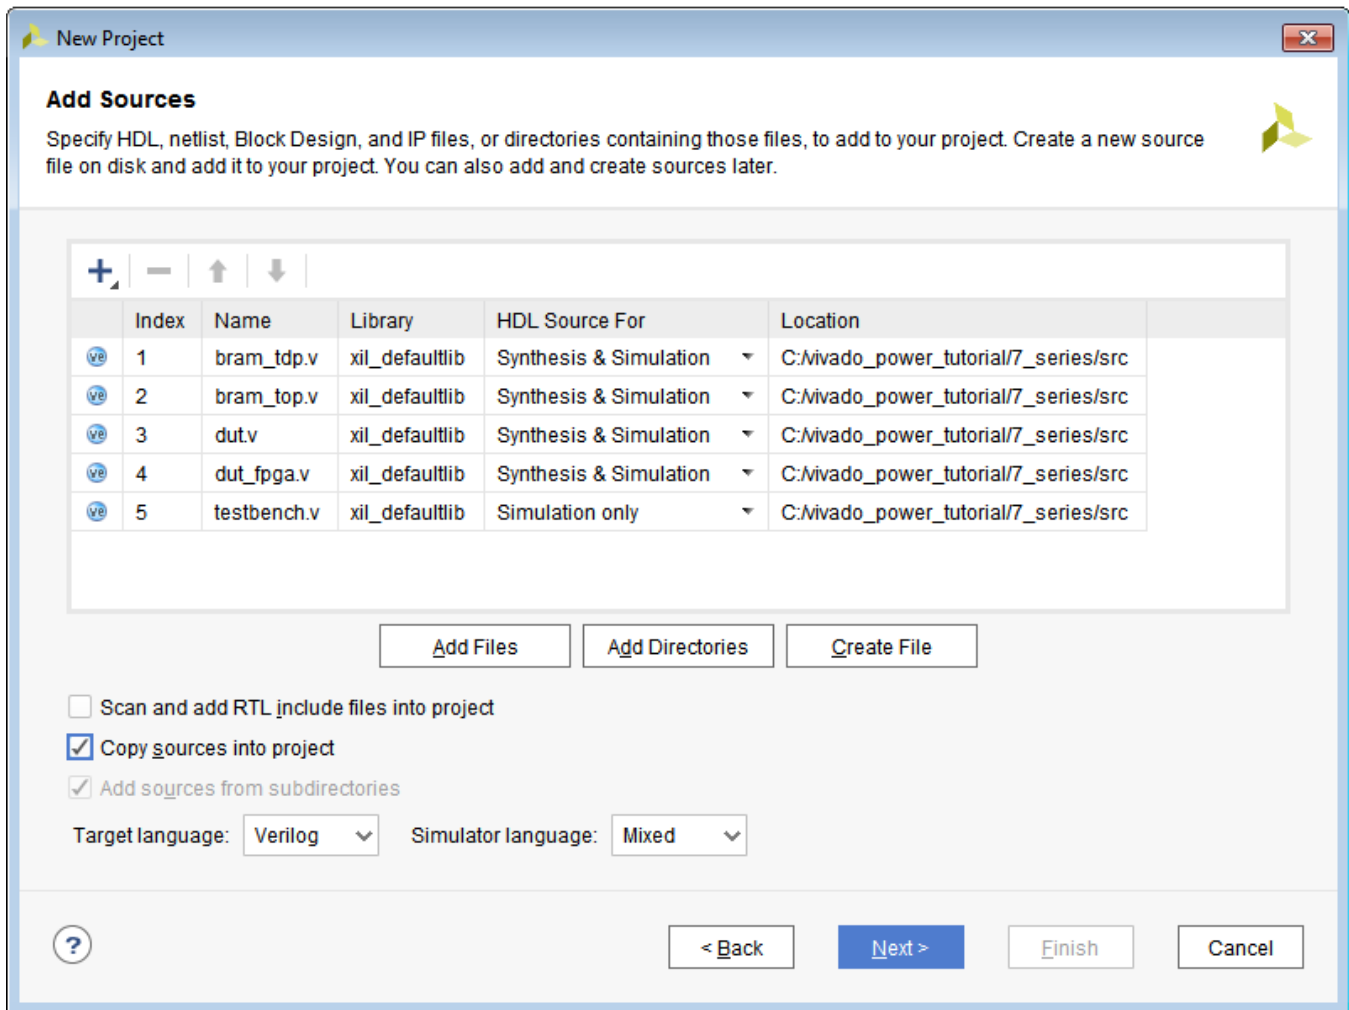 New Project
Add Sources
Specify HDL, netlist, Block Design, and IP files, or directories containing those files, to add to your project. Create a new source
file on disk and add it to your project. You can also add and create sources later.
Index Name Library HDL Source For Location
1 bram_tdp.v xil_defaultlib Synthesis & Simulation C:/vivado_power_tutorial/7_series/src
2 bram_top.v xil_defaultlib Synthesis & Simulation C:/vivado_power_tutorial/7_series/src
3 dut.v xil_defaultlib Synthesis & Simulation C:/vivado_power_tutorial/7_series/src
4 dut_fpga.v xil_defaultlib Synthesis & Simulation C:/vivado_power_tutorial/7_series/src
5 testbench.v xil_defaultlib Simulation only C:/vivado_power_tutorial/7_series/src
Add Files Add Directories Create File
Scan and add RTL include files into project
Copy sources into project
Add sources from subdirectories
Target language: Verilog Simulator language: Mixed
? < Back Next > Finish Cancel